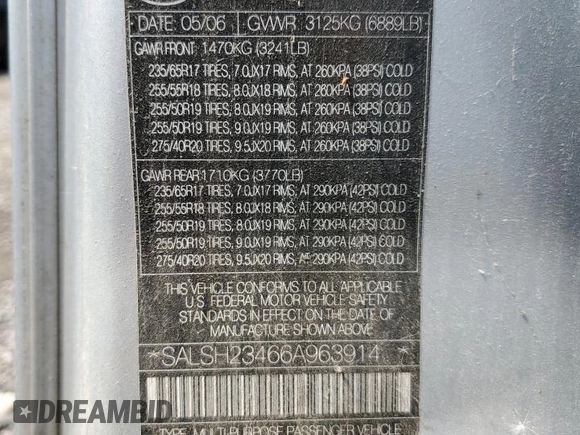 DATE: 05/06 GVWR 3125KG (6889LB)
GAWR FRONT: 1470KG (3241LB)
235/65R17 TIRES, 7.0JX17 RIMS, AT 260KPA (38PSI) COLD
255/55R18 TIRES, 8.0JX18 RIMS, AT 260KPA (38PSI) COLD
255/50R19 TIRES, 8.0JX19 RIMS, AT 260KPA (38PSI) COLD
255/50R19 TIRES, 9.0JX19 RIMS, AT 260KPA (38PSI) COLD
275/40R20 TIRES, 9.5JX20 RIMS, AT 260KPA (38PSI) COLD
GAWR REAR: 1710KG (3770LB)
235/65R17 TIRES, 7.0JX17 RIMS, AT 290KPA (42PSI) COLD
255/55R18 TIRES, 8.0JX18 RIMS, AT 290KPA (42PSI) COLD
255/50R19 TIRES, 8.0JX19 RIMS, AT 290KPA (42PSI) COLD
255/50R19 TIRES, 9.0JX19 RIMS, AT 290KPA (42PSI) COLD
275/40R20 TIRES, 9.5JX20 RIMS, AT 290KPA (42PSI) COLD
THIS VEHICLE CONFORMS TO ALL APPLICABLE
U.S. FEDERAL MOTOR VEHICLE SAFETY
STANDARDS IN EFFECT ON THE DATE OF
MANUFACTURE SHOWN ABOVE.
*SALSH23466A963914*
TYPE: MULTI-PURPOSE PASSENGER VEHICLE
DREAMBID.COM